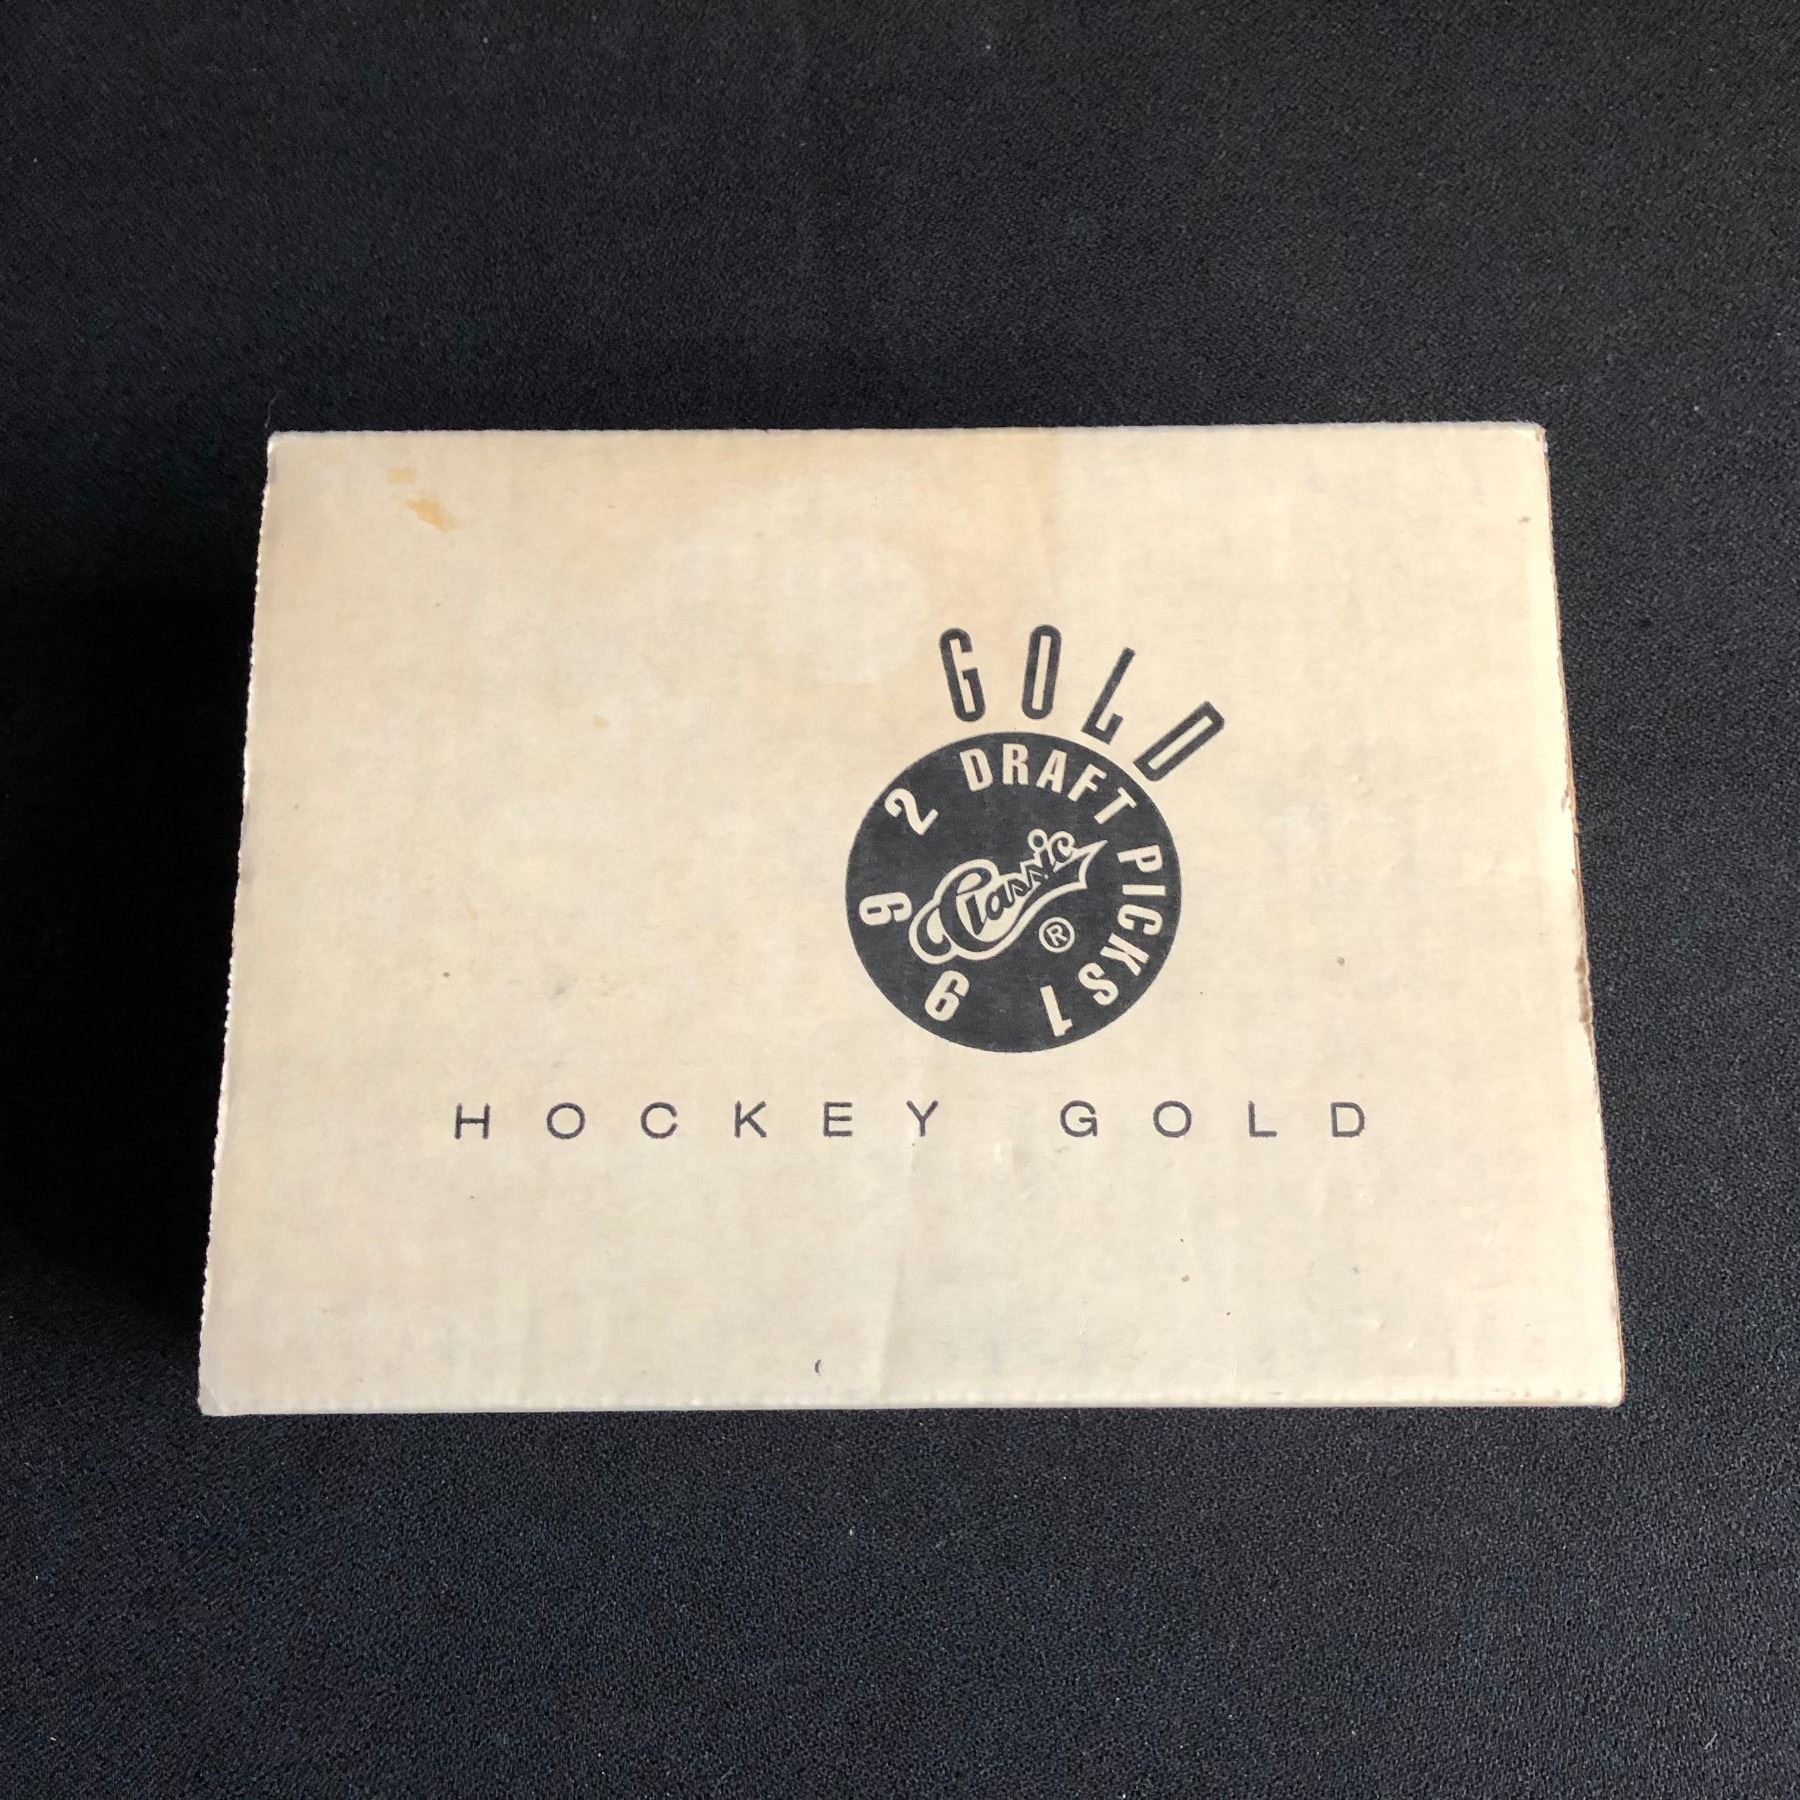 GOLD
1992 DRAFT PICKS
Classic ®
HOCKEY GOLD